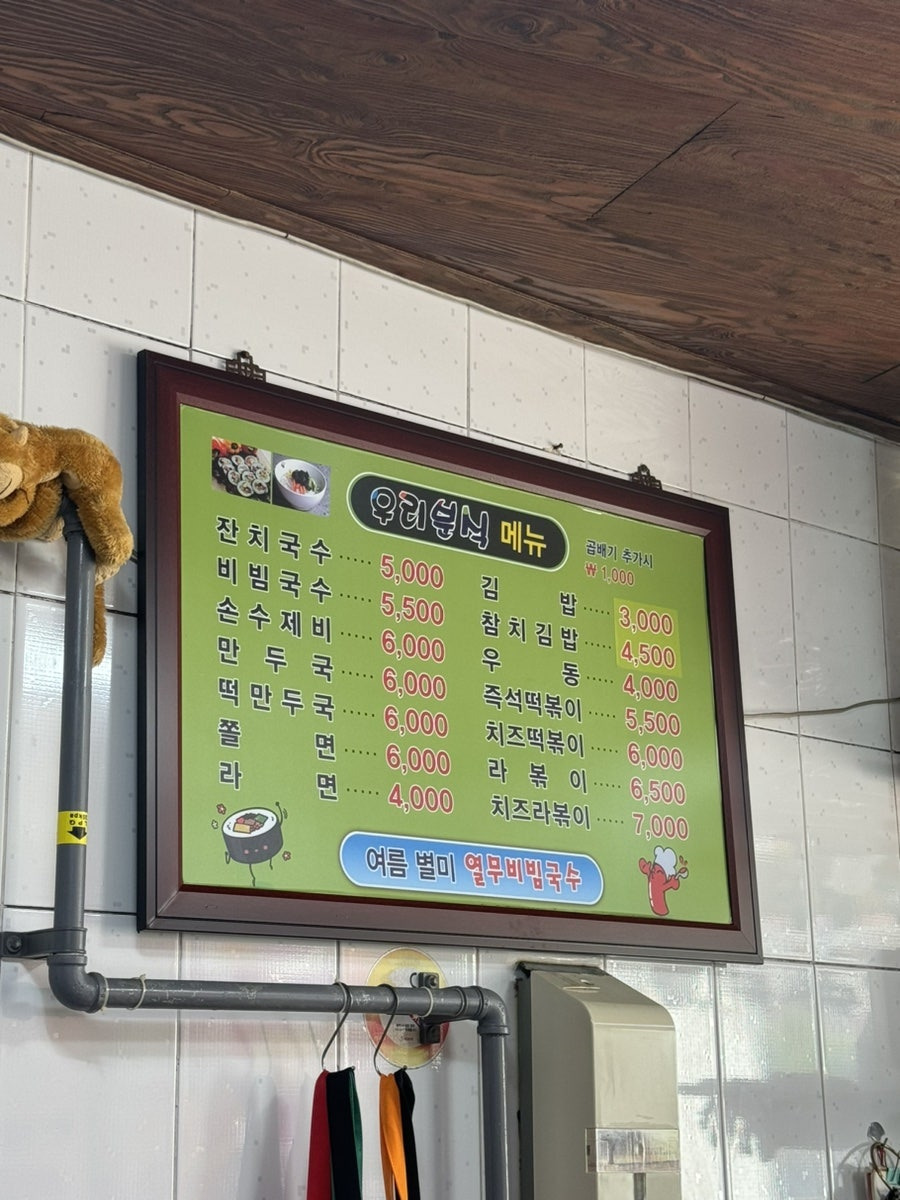 우리분식 메뉴
곱배기 추가시
₩ 1,000
잔치국수 ····· 5,000
비빔국수 ····· 5,500
손수제비 ····· 6,000
만두국 ····· 6,000
떡만두국 ····· 6,000
쫄면 ····· 6,000
라면 ····· 4,000
김밥 ····· 3,000
참치김밥 ····· 4,500
우동 ····· 4,000
즉석떡볶이 ····· 5,500
치즈떡볶이 ····· 6,000
라볶이 ····· 6,500
치즈라볶이 ····· 7,000
여름 별미 열무비빔국수
LPG